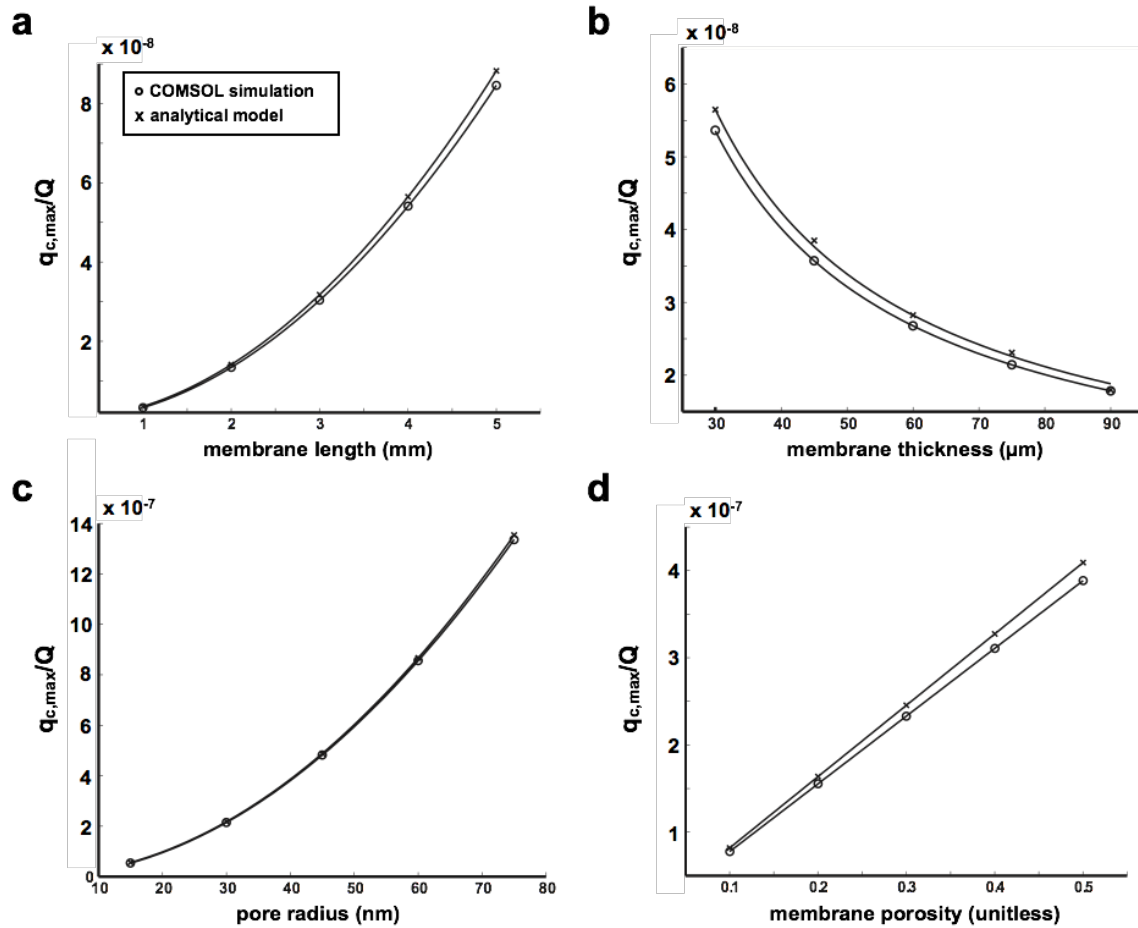 a
x 10-8
o COMSOL simulation
x analytical model
8
6
4
2
qc,max/Q
1 2 3 4 5
membrane length (mm)
b
x 10-8
6
5
4
3
2
qc,max/Q
30 40 50 60 70 80 90
membrane thickness (µm)
c
x 10-7
14
12
10
8
6
4
2
0
qc,max/Q
10 20 30 40 50 60 70 80
pore radius (nm)
d
x 10-7
4
3
2
1
qc,max/Q
0.1 0.2 0.3 0.4 0.5
membrane porosity (unitless)